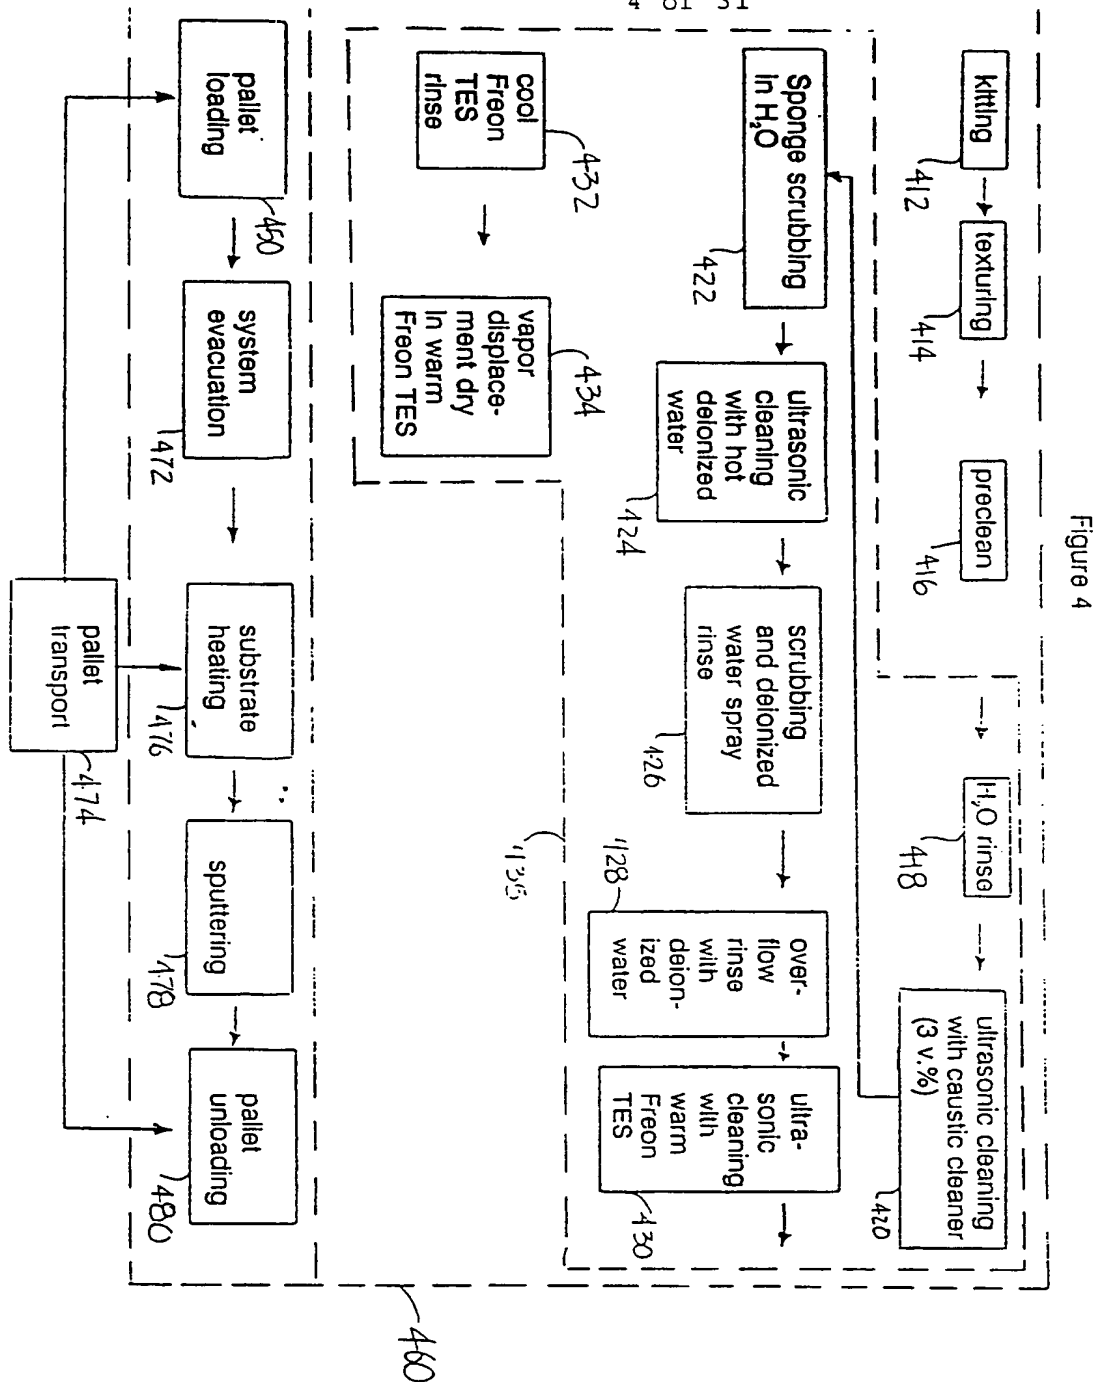 4 of 31
Figure 4
kitting
412
texturing
414
preclean
416
H₂O rinse
418
ultrasonic cleaning
with caustic cleaner
(3 v.%)
420
Sponge scrubbing
in H₂O
422
ultrasonic
cleaning
with hot
deionized
water
424
scrubbing
and deionized
water spray
rinse
426
over-
flow
rinse
with
deion-
ized
water
428
ultra-
sonic
cleaning
with
warm
Freon
TES
430
cool
Freon
TES
rinse
432
vapor
displace-
ment dry
in warm
Freon TES
434
pallet
loading
450
system
evacuation
472
substrate
heating
476
sputtering
478
pallet
unloading
480
pallet
transport
474
460